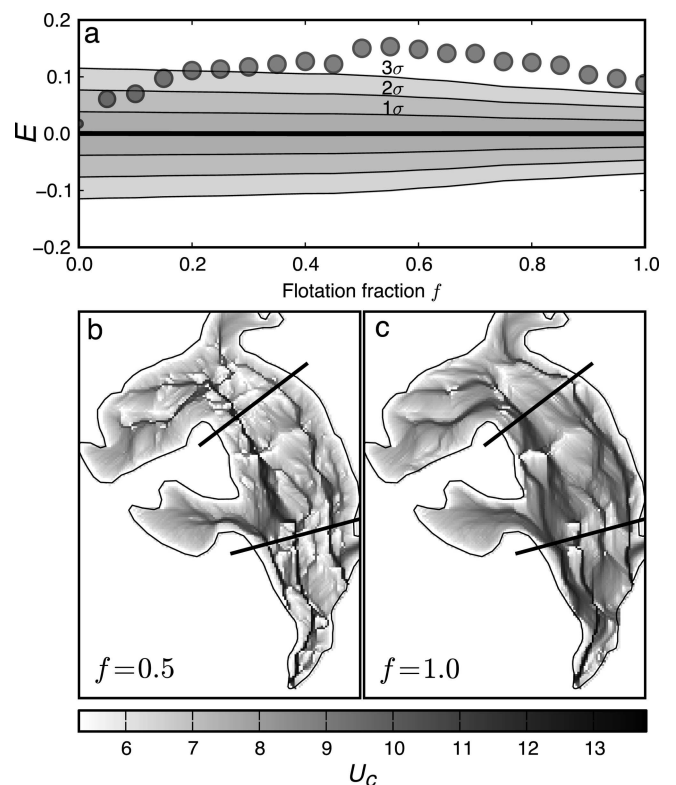 a
0.2
0.1
0.0
−0.1
−0.2
E
3σ
2σ
1σ
0.0 0.2 0.4 0.6 0.8 1.0
Flotation fraction f
b
c
f=0.5
f=1.0
6 7 8 9 10 11 12 13
U_C